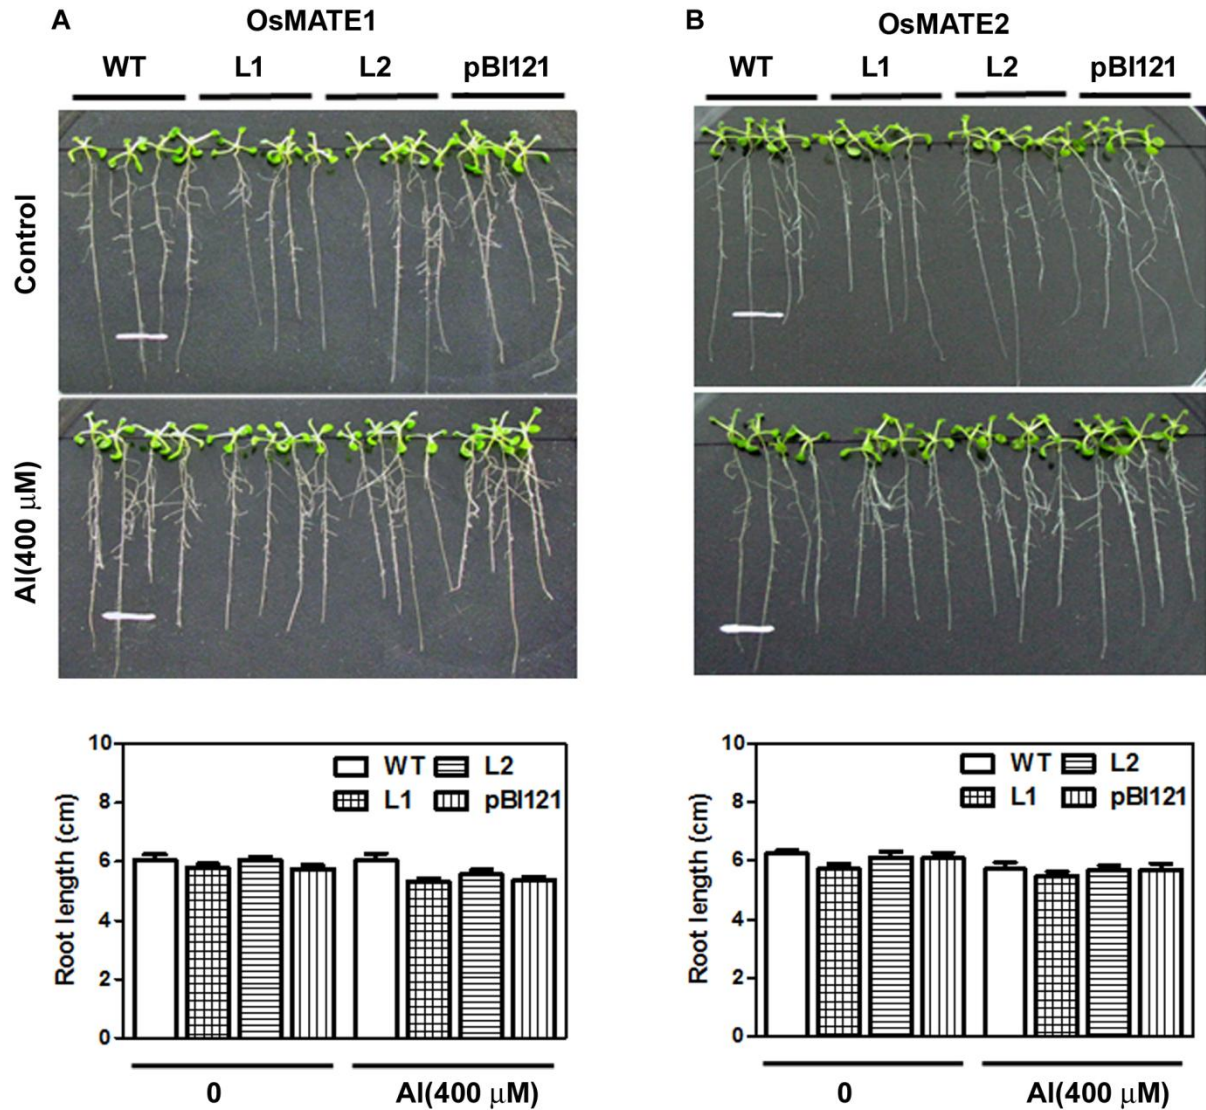 A
OsMATE1
WT L1 L2 pBI121
Control
Al(400 μM)
10
8
6
4
2
0
Root length (cm)
WT L2
L1 pBI121
0 Al(400 μM)
B
OsMATE2
WT L1 L2 pBI121
10
8
6
4
2
0
Root length (cm)
WT L2
L1 pBI121
0 Al(400 μM)